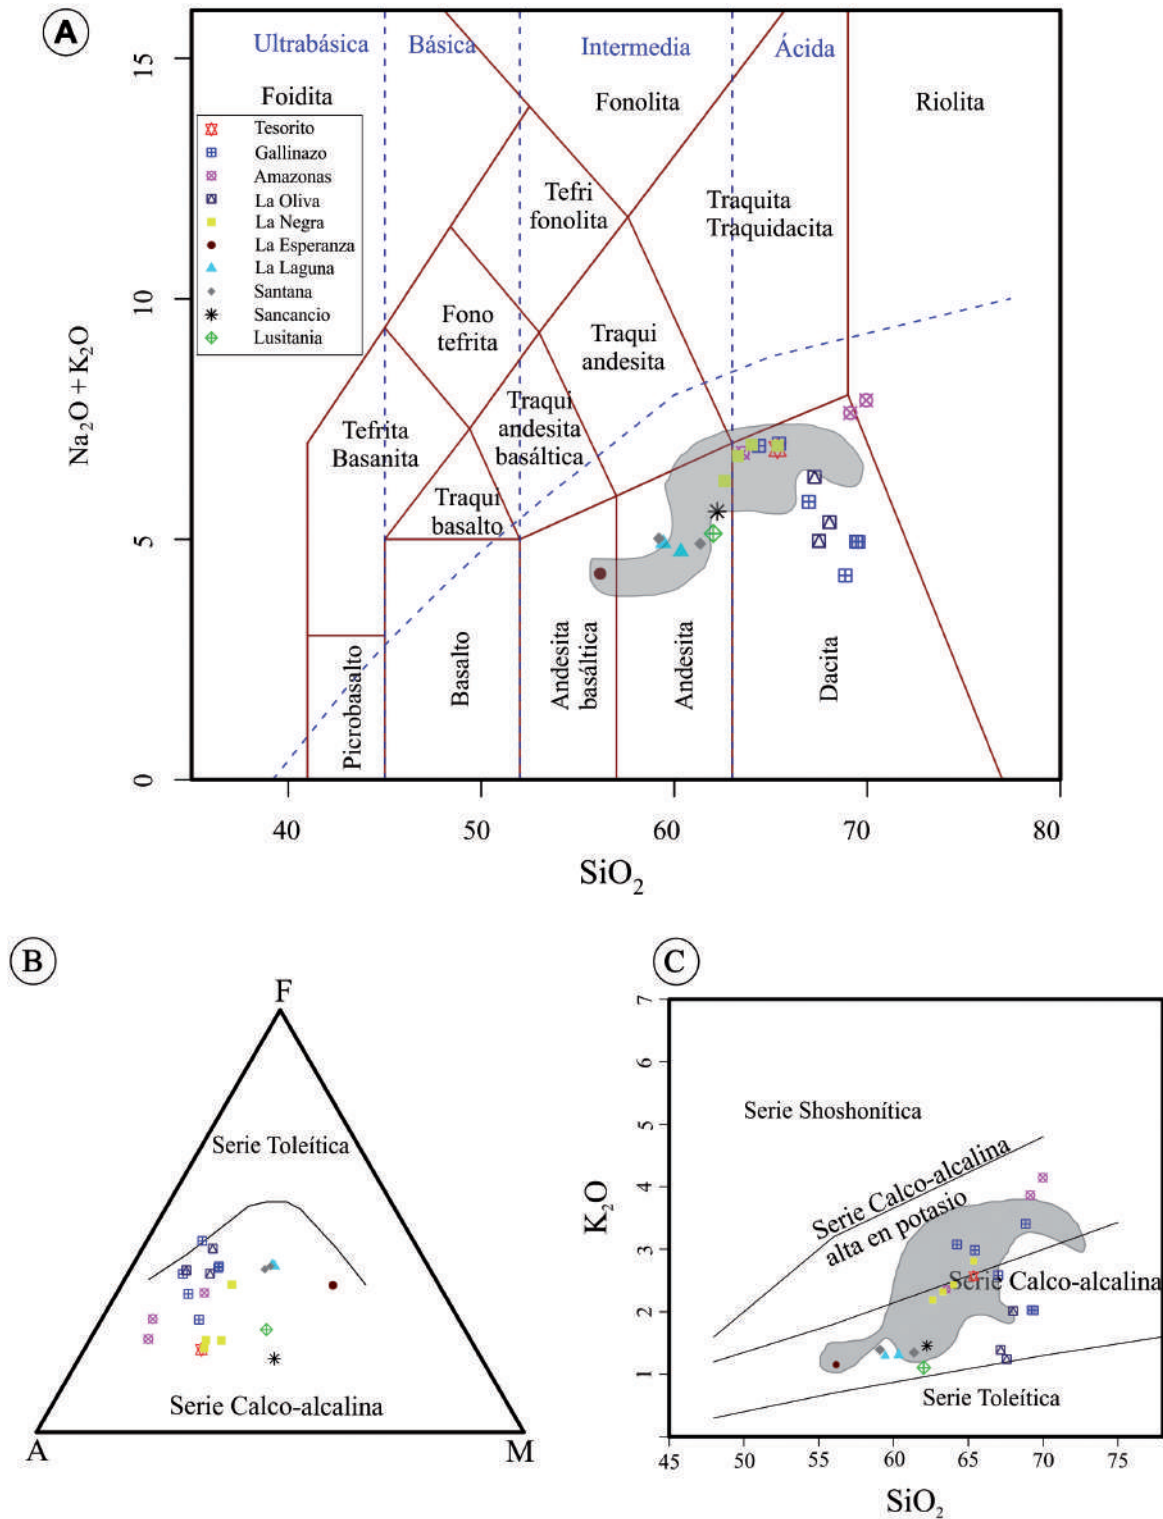 A
Ultrabásica
Básica
Intermedia
Ácida
Foidita
Fonolita
Riolita
Tesorito
Gallinazo
Amazonas
La Oliva
La Negra
La Esperanza
La Laguna
Santana
Sancancio
Lusitania
Tefri
fonolita
Traquita
Traquidacita
Fono
tefrita
Traqui
andesita
Tefrita
Basanita
Traqui
andesita
basáltica
Traqui
basalto
Picrobasalto
Basalto
Andesita
basáltica
Andesita
Dacita
Na₂O + K₂O
15
10
5
0
40
50
60
70
80
SiO₂
B
F
Serie Toleítica
Serie Calco-alcalina
A
M
C
K₂O
7
6
5
4
3
2
1
Serie Shoshonítica
Serie Calco-alcalina
alta en potasio
Serie Calco-alcalina
Serie Toleítica
45
50
55
60
65
70
75
SiO₂